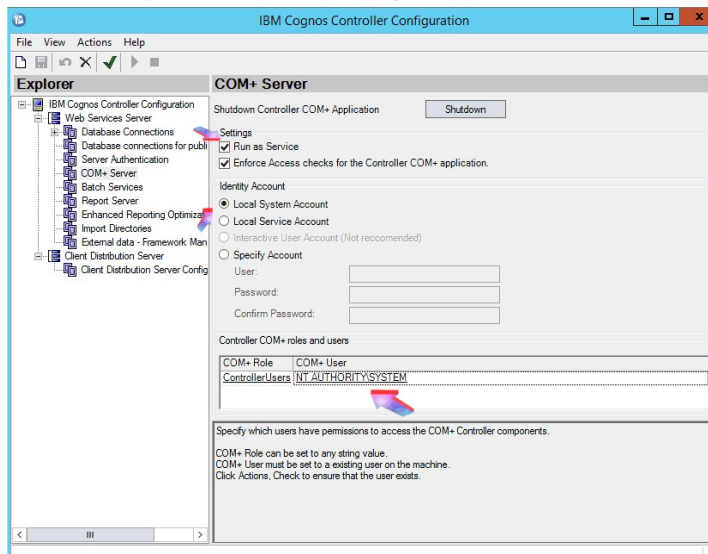 IBM Cognos Controller Configuration
File View Actions Help
Explorer
COM+ Server
IBM Cognos Controller Configuration
Web Services Server
Database Connections
Database connections for publi
Server Authentication
COM+ Server
Batch Services
Report Server
Enhanced Reporting Optimizat
Import Directories
External data - Framework Man
Client Distribution Server
Client Distribution Server Config
Shutdown Controller COM+ Application
Shutdown
Settings
Run as Service
Enforce Access checks for the Controller COM+ application.
Identity Account
Local System Account
Local Service Account
Interactive User Account (Not reccomended)
Specify Account
User:
Password:
Confirm Password:
Controller COM+ roles and users
COM+ Role COM+ User
ControllerUsers NT AUTHORITY\SYSTEM
Specify which users have permissions to access the COM+ Controller components.
COM+ Role can be set to any string value.
COM+ User must be set to a existing user on the machine.
Click Actions, Check to ensure that the user exists.